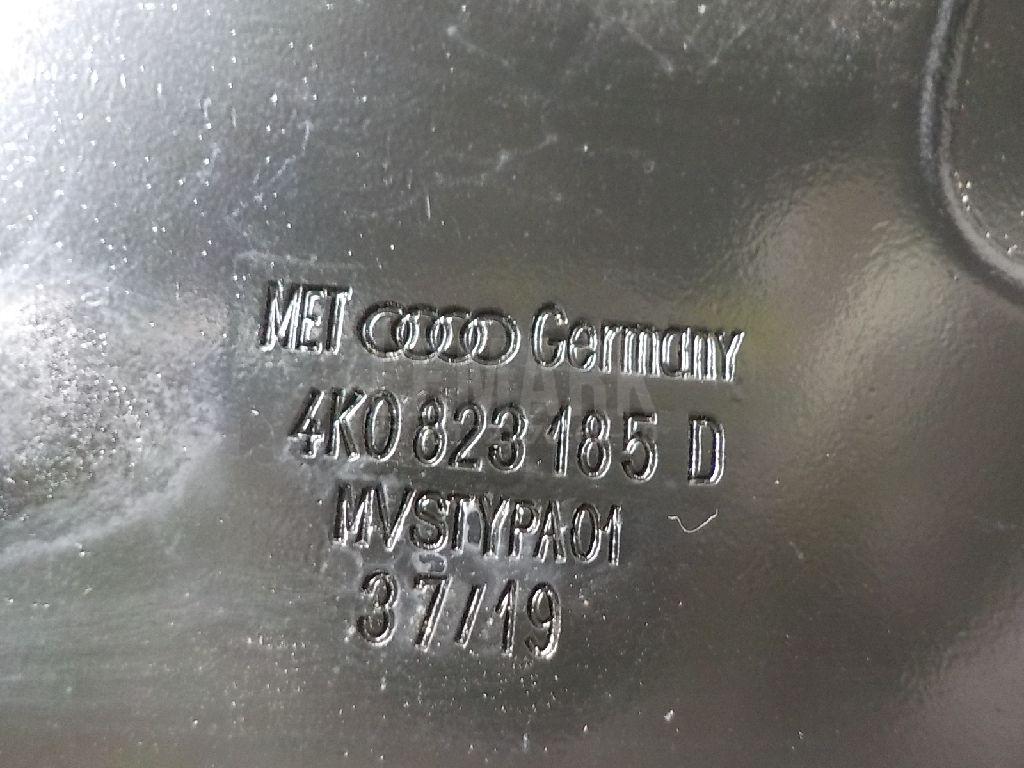 MET Germany
4K0 823 185 D
MVSTYPA01
37/19